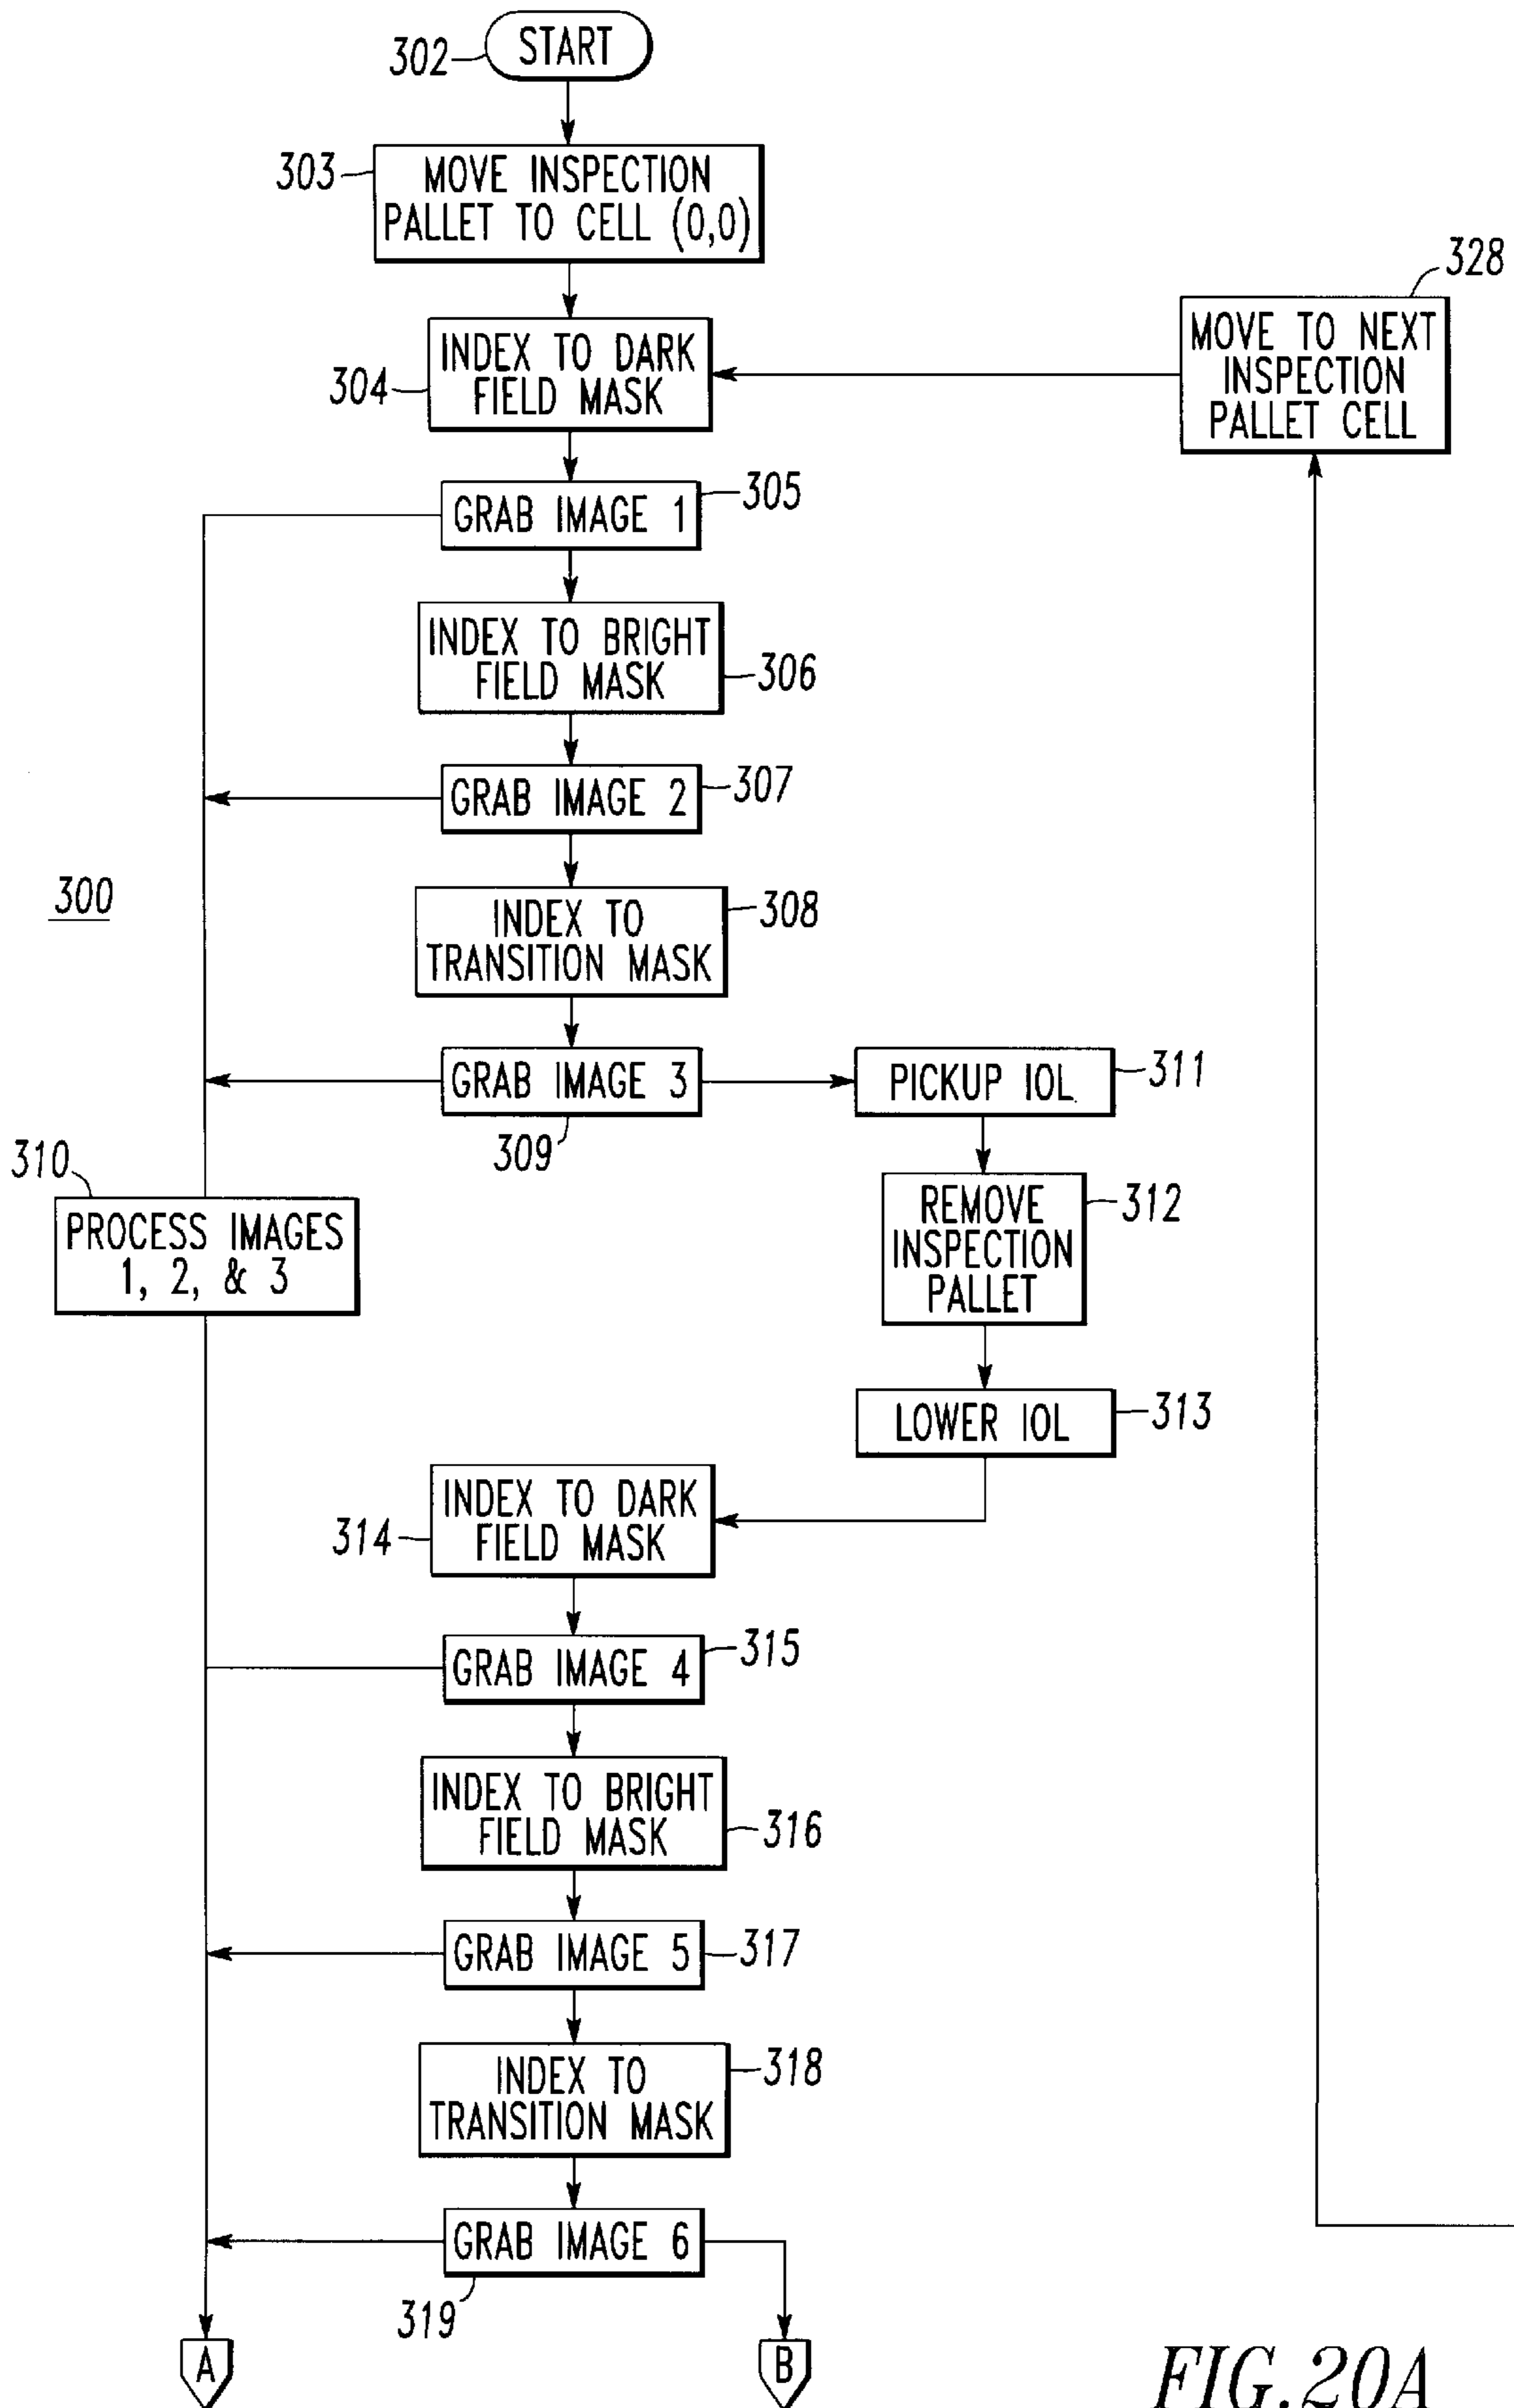 302
START
303
MOVE INSPECTION
PALLET TO CELL (0,0)
328
MOVE TO NEXT
INSPECTION
PALLET CELL
304
INDEX TO DARK
FIELD MASK
GRAB IMAGE 1
305
INDEX TO BRIGHT
FIELD MASK
306
GRAB IMAGE 2
307
300
INDEX TO
TRANSITION MASK
308
GRAB IMAGE 3
309
PICKUP IOL
311
310
PROCESS IMAGES
1, 2, & 3
REMOVE
INSPECTION
PALLET
312
LOWER IOL
313
314
INDEX TO DARK
FIELD MASK
GRAB IMAGE 4
315
INDEX TO BRIGHT
FIELD MASK
316
GRAB IMAGE 5
317
INDEX TO
TRANSITION MASK
318
GRAB IMAGE 6
319
A
B
FIG.20A